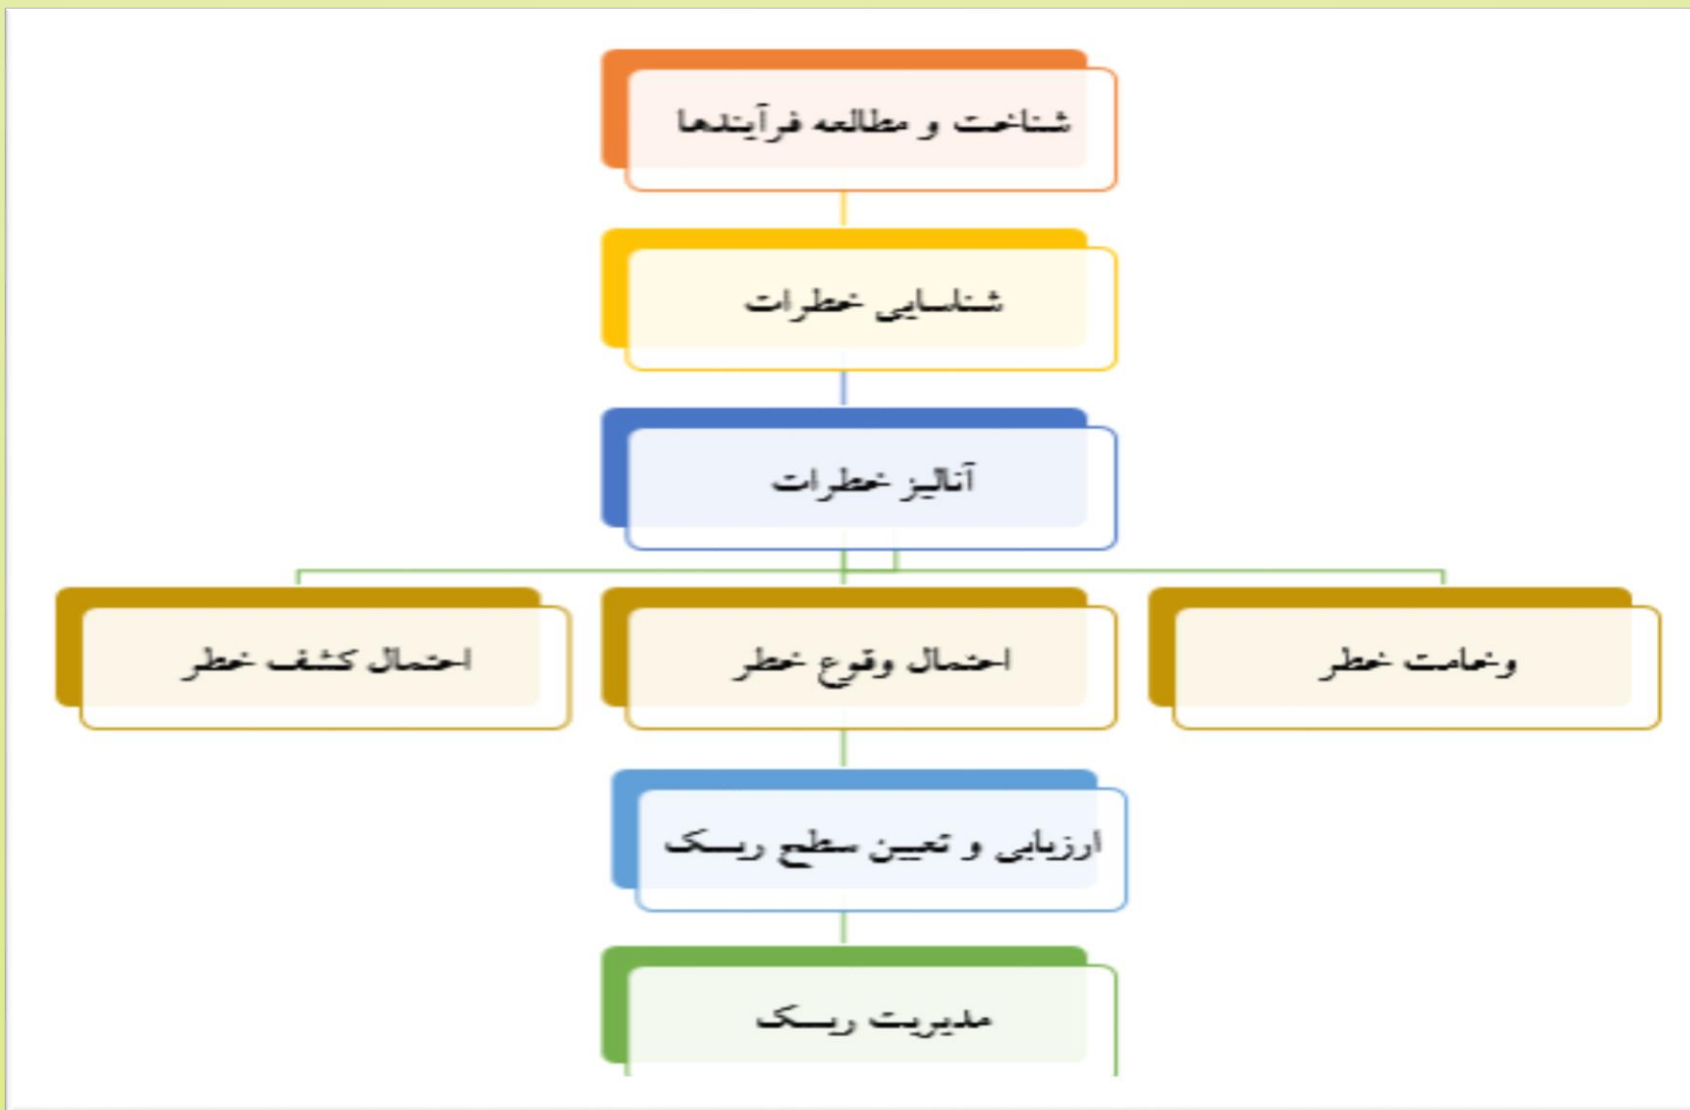 شناخت و مطالعه فرآیندها
شناسایی خطرات
آنالیز خطرات
وخامت خطر
احتمال وقوع خطر
احتمال کشف خطر
ارزیابی و تعیین سطح ریسک
مدیریت ریسک